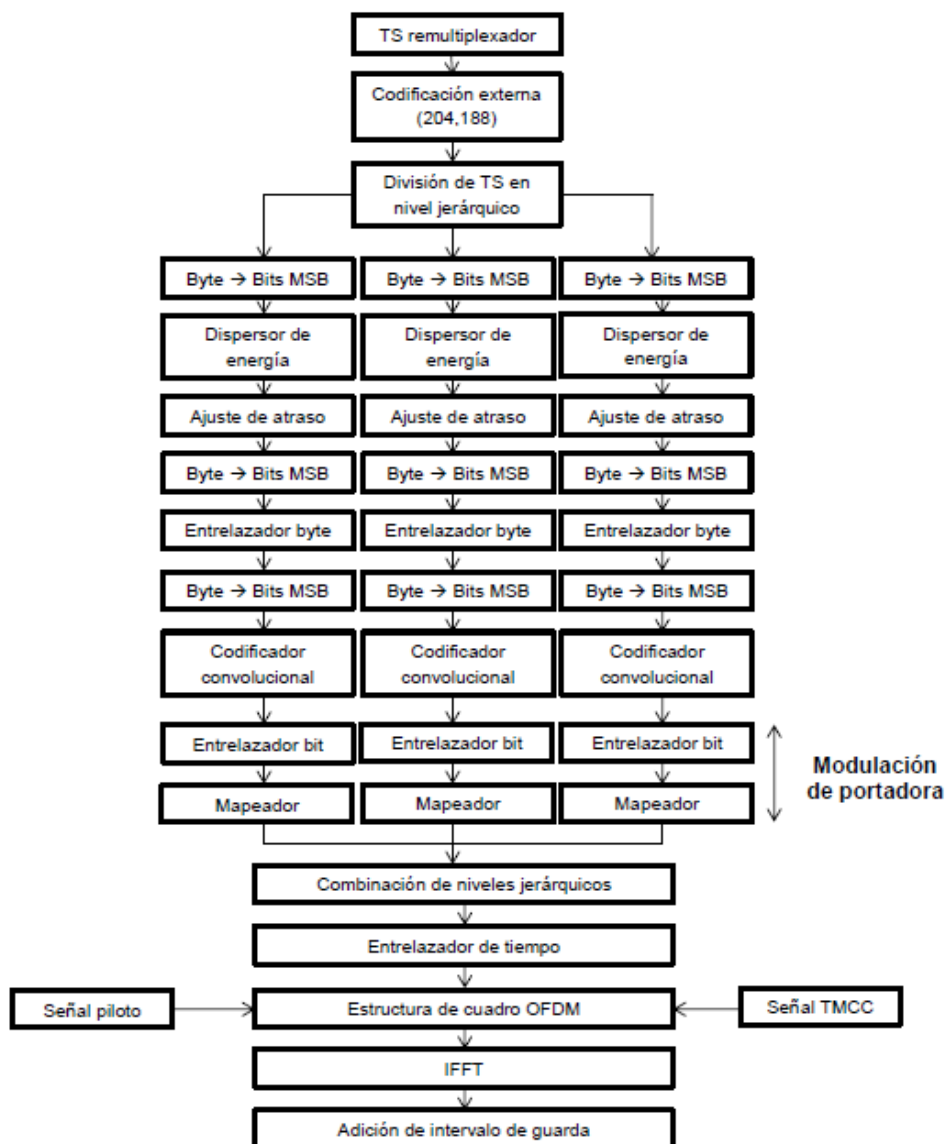 TS remultiplexador
Codificación externa
(204,188)
División de TS en
nivel jerárquico
Byte → Bits MSB
Byte → Bits MSB
Byte → Bits MSB
Dispersor de
energía
Dispersor de
energía
Dispersor de
energía
Ajuste de atraso
Ajuste de atraso
Ajuste de atraso
Byte → Bits MSB
Byte → Bits MSB
Byte → Bits MSB
Entrelazador byte
Entrelazador byte
Entrelazador byte
Byte → Bits MSB
Byte → Bits MSB
Byte → Bits MSB
Codificador
convolucional
Codificador
convolucional
Codificador
convolucional
Entrelazador bit
Entrelazador bit
Entrelazador bit
Modulación
de portadora
Mapeador
Mapeador
Mapeador
Combinación de niveles jerárquicos
Entrelazador de tiempo
Señal piloto
Estructura de cuadro OFDM
Señal TMCC
IFFT
Adición de intervalo de guarda